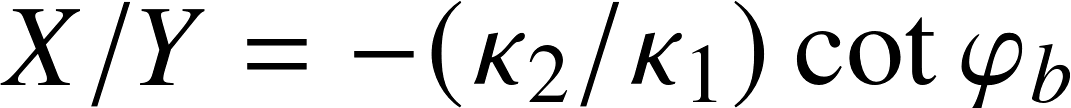 X/Y = −(κ₂/κ₁) cot φ_b